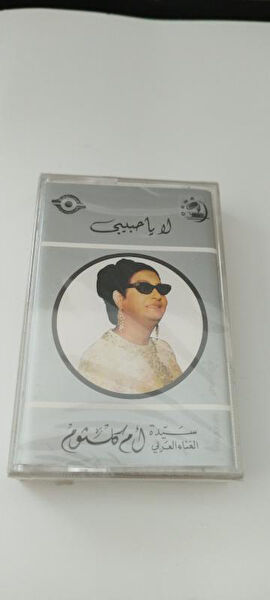 لا يا حبيبي
سيدة
الغناء العربي
أم كلثوم